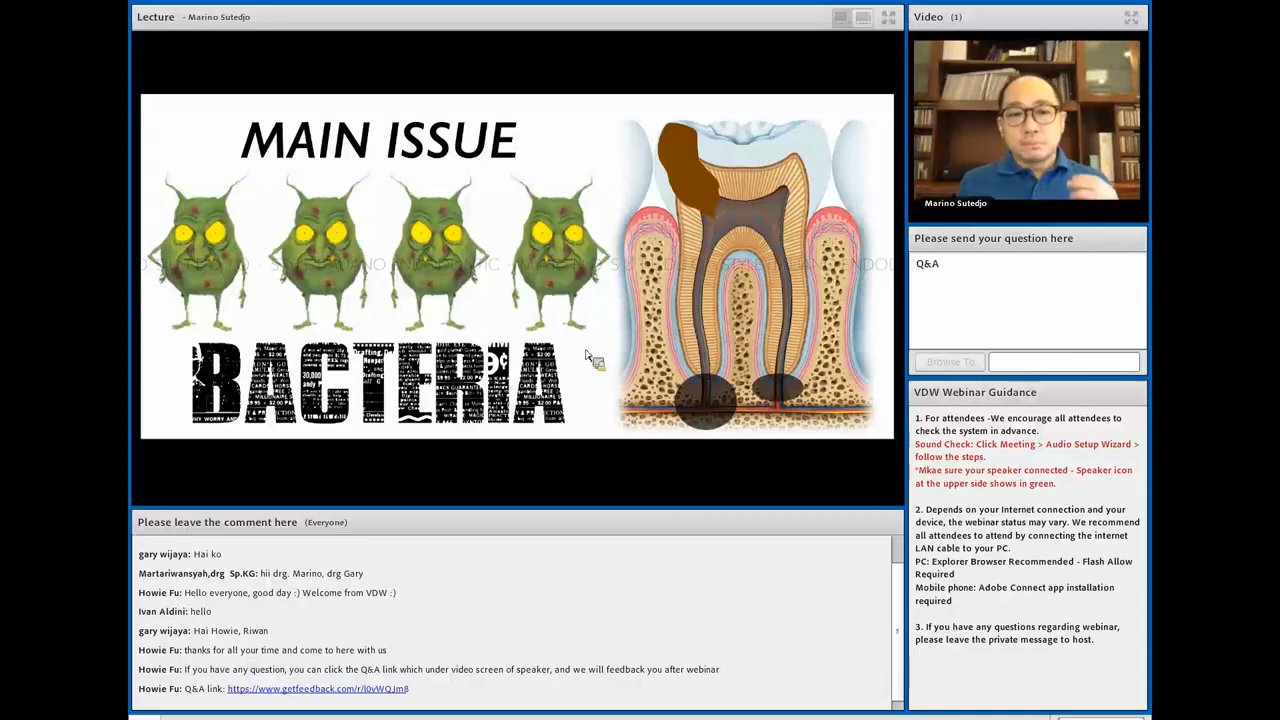 Lecture - Marino Sutedjo
MAIN ISSUE
BACTERIA
Please leave the comment here (Everyone)
gary wijaya: Hai ko
Martariwansyah,drg Sp.KG: hii drg. Marino, drg Gary
Howie Fu: Hello everyone, good day :) Welcome from VDW :)
Ivan Aldini: hello
gary wijaya: Hai Howie, Riwan
Howie Fu: thanks for all your time and come to here with us
Howie Fu: If you have any question, you can click the Q&A link which under video screen of speaker, and we will feedback you after webinar
Howie Fu: Q&A link: https://www.getfeedback.com/r/l0vWQJm8
Video (1)
Marino Sutedjo
Please send your question here
Q&A
Browse To
VDW Webinar Guidance
1. For attendees -We encourage all attendees to
check the system in advance.
Sound Check: Click Meeting > Audio Setup Wizard >
follow the steps.
*Mkae sure your speaker connected - Speaker icon
at the upper side shows in green.
2. Depends on your Internet connection and your
device, the webinar status may vary. We recommend
all attendees to attend by connecting the internet
LAN cable to your PC.
PC: Explorer Browser Recommended - Flash Allow
Required
Mobile phone: Adobe Connect app installation
required
3. If you have any questions regarding webinar,
please leave the private message to host.